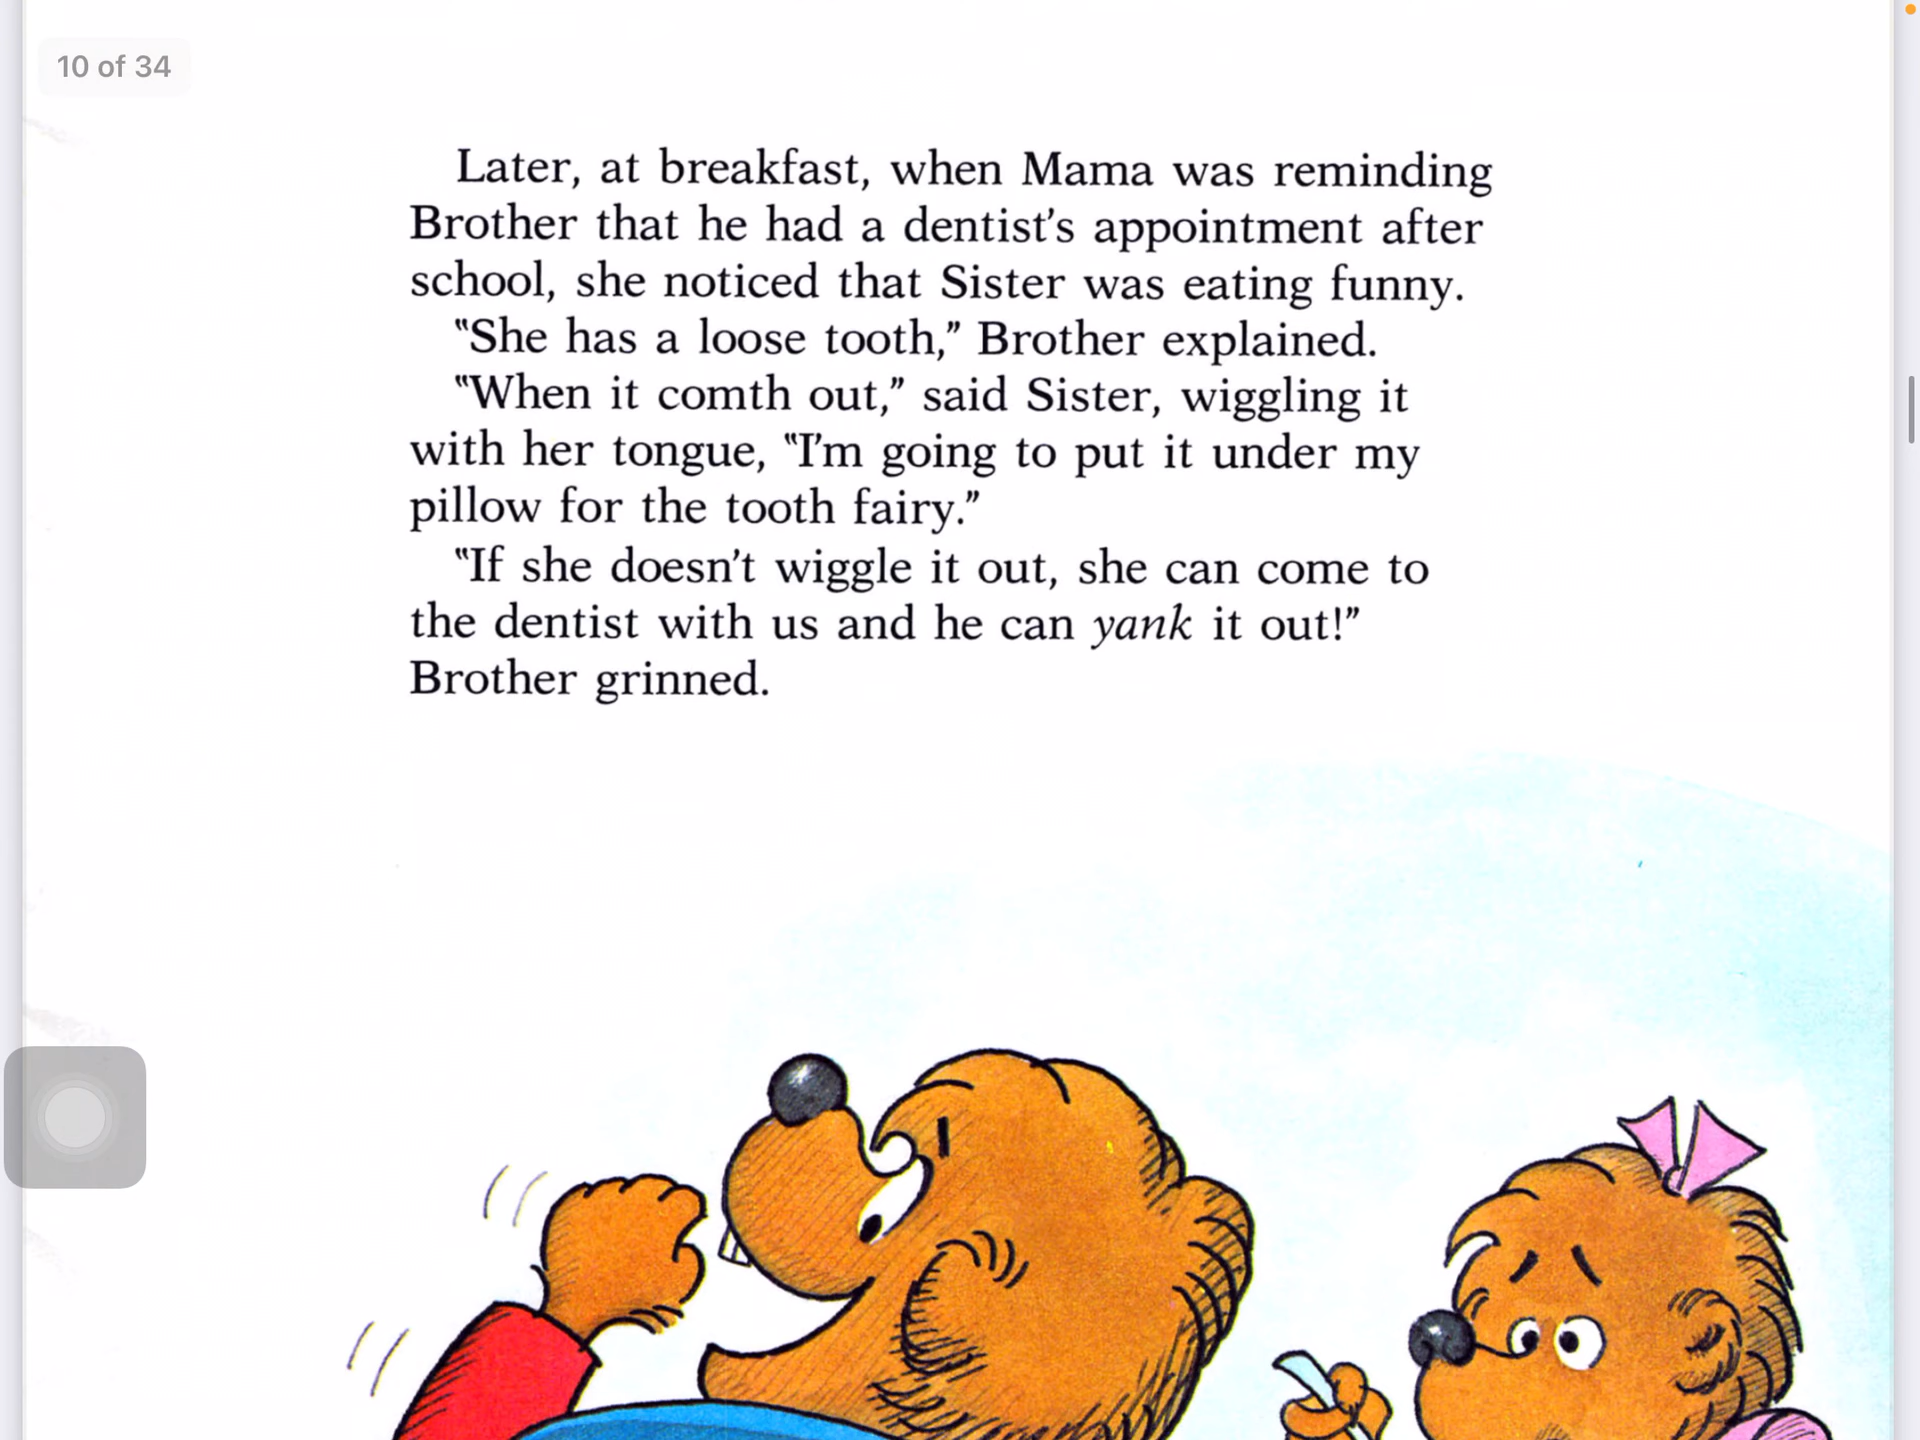 10 of 34
Later, at breakfast, when Mama was reminding
Brother that he had a dentist's appointment after
school, she noticed that Sister was eating funny.
"She has a loose tooth," Brother explained.
"When it comth out," said Sister, wiggling it
with her tongue, "I'm going to put it under my
pillow for the tooth fairy."
"If she doesn't wiggle it out, she can come to
the dentist with us and he can yank it out!"
Brother grinned.